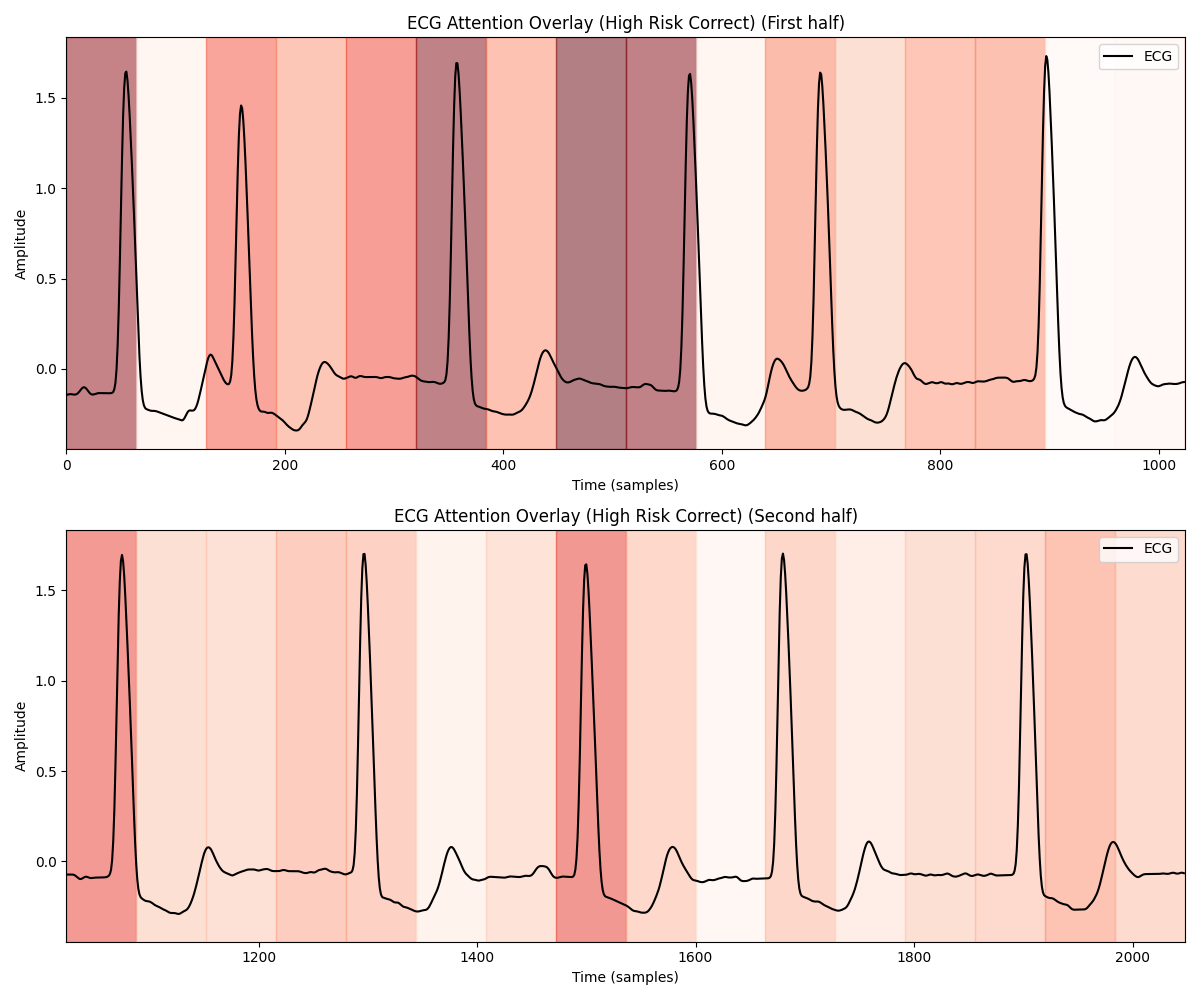 ECG Attention Overlay (High Risk Correct) (First half)
ECG
Amplitude
1.5
1.0
0.5
0.0
0 200 400 600 800 1000
Time (samples)
ECG Attention Overlay (High Risk Correct) (Second half)
ECG
Amplitude
1.5
1.0
0.5
0.0
1200 1400 1600 1800 2000
Time (samples)